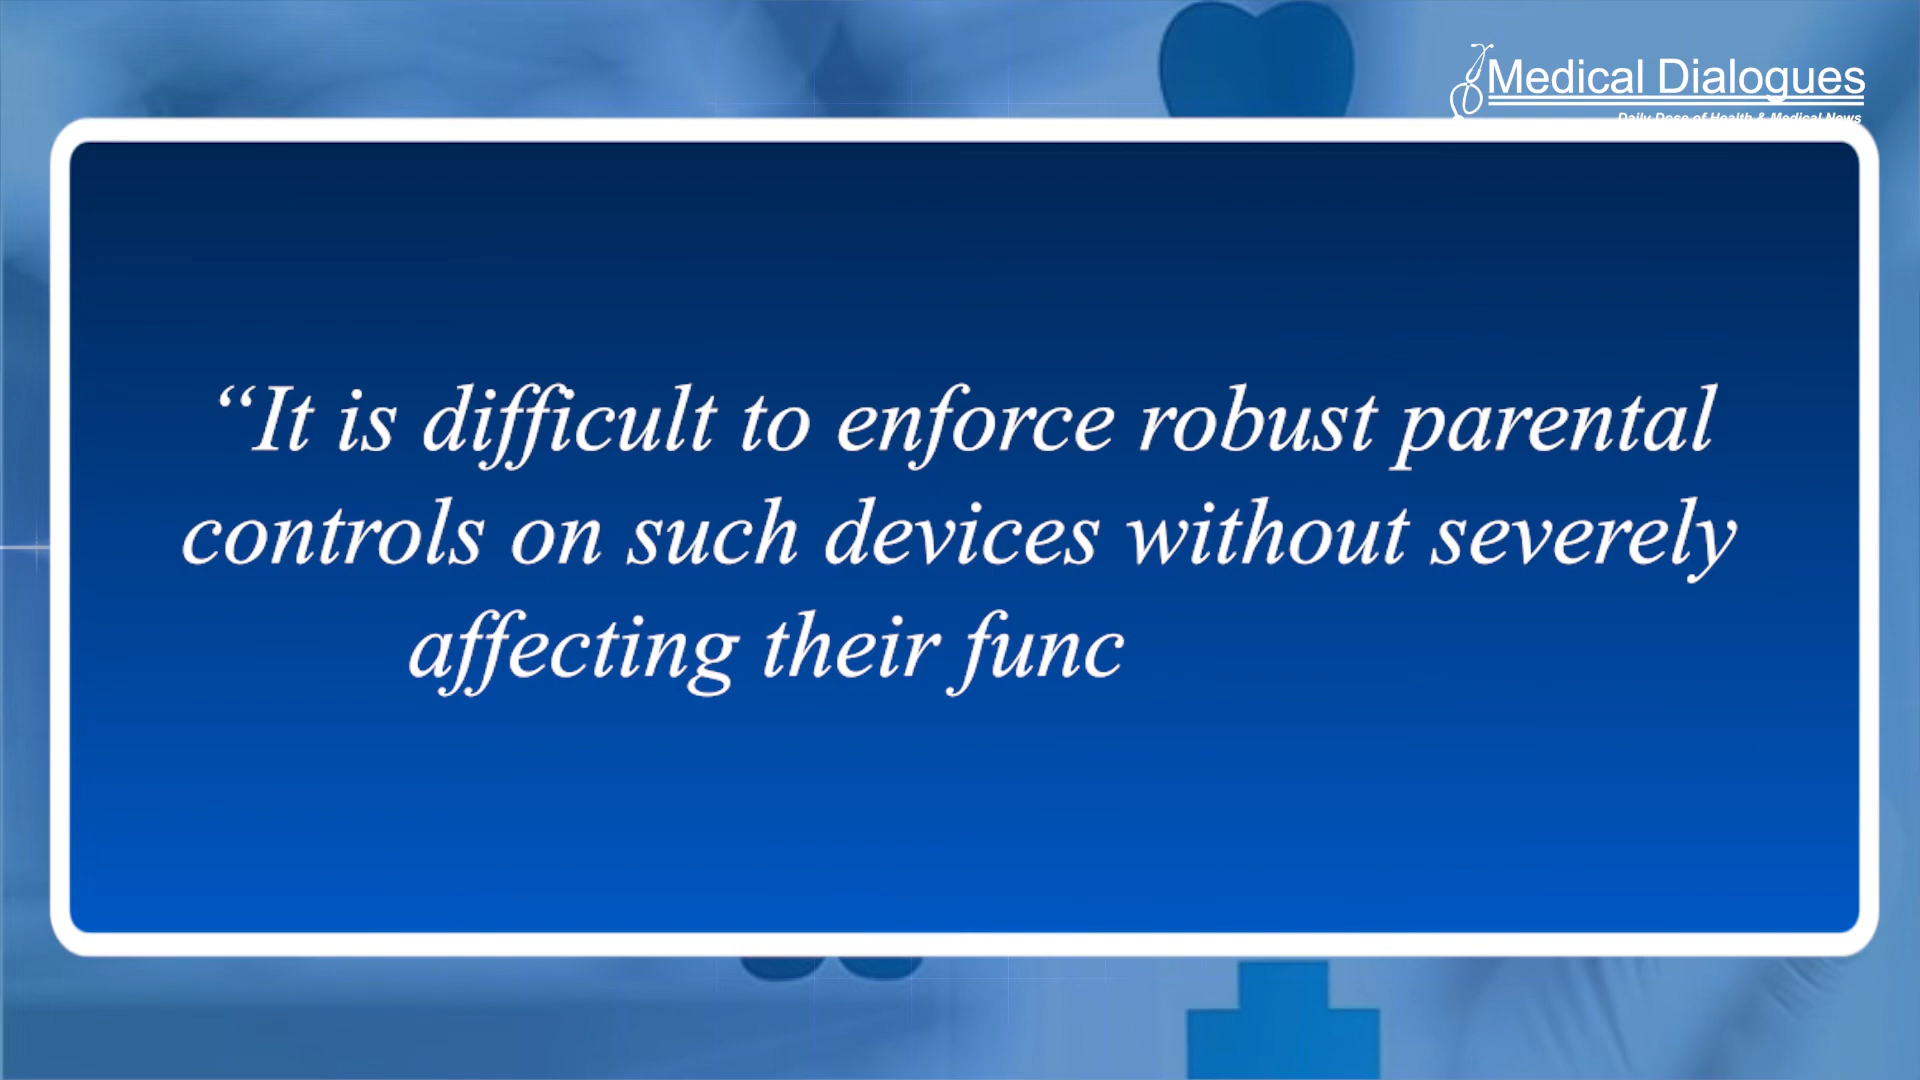 Medical Dialogues
Daily Dose of Health & Medical News
“It is difficult to enforce robust parental
controls on such devices without severely
affecting their func